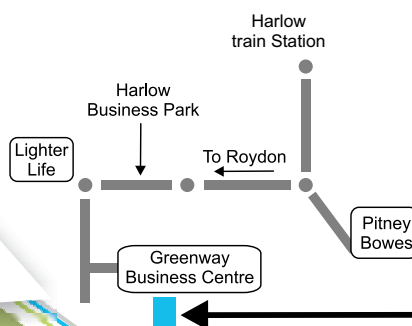 Harlow
train Station
Harlow
Business Park
Lighter
Life
To Roydon
Pitney
Bowes
Greenway
Business Centre